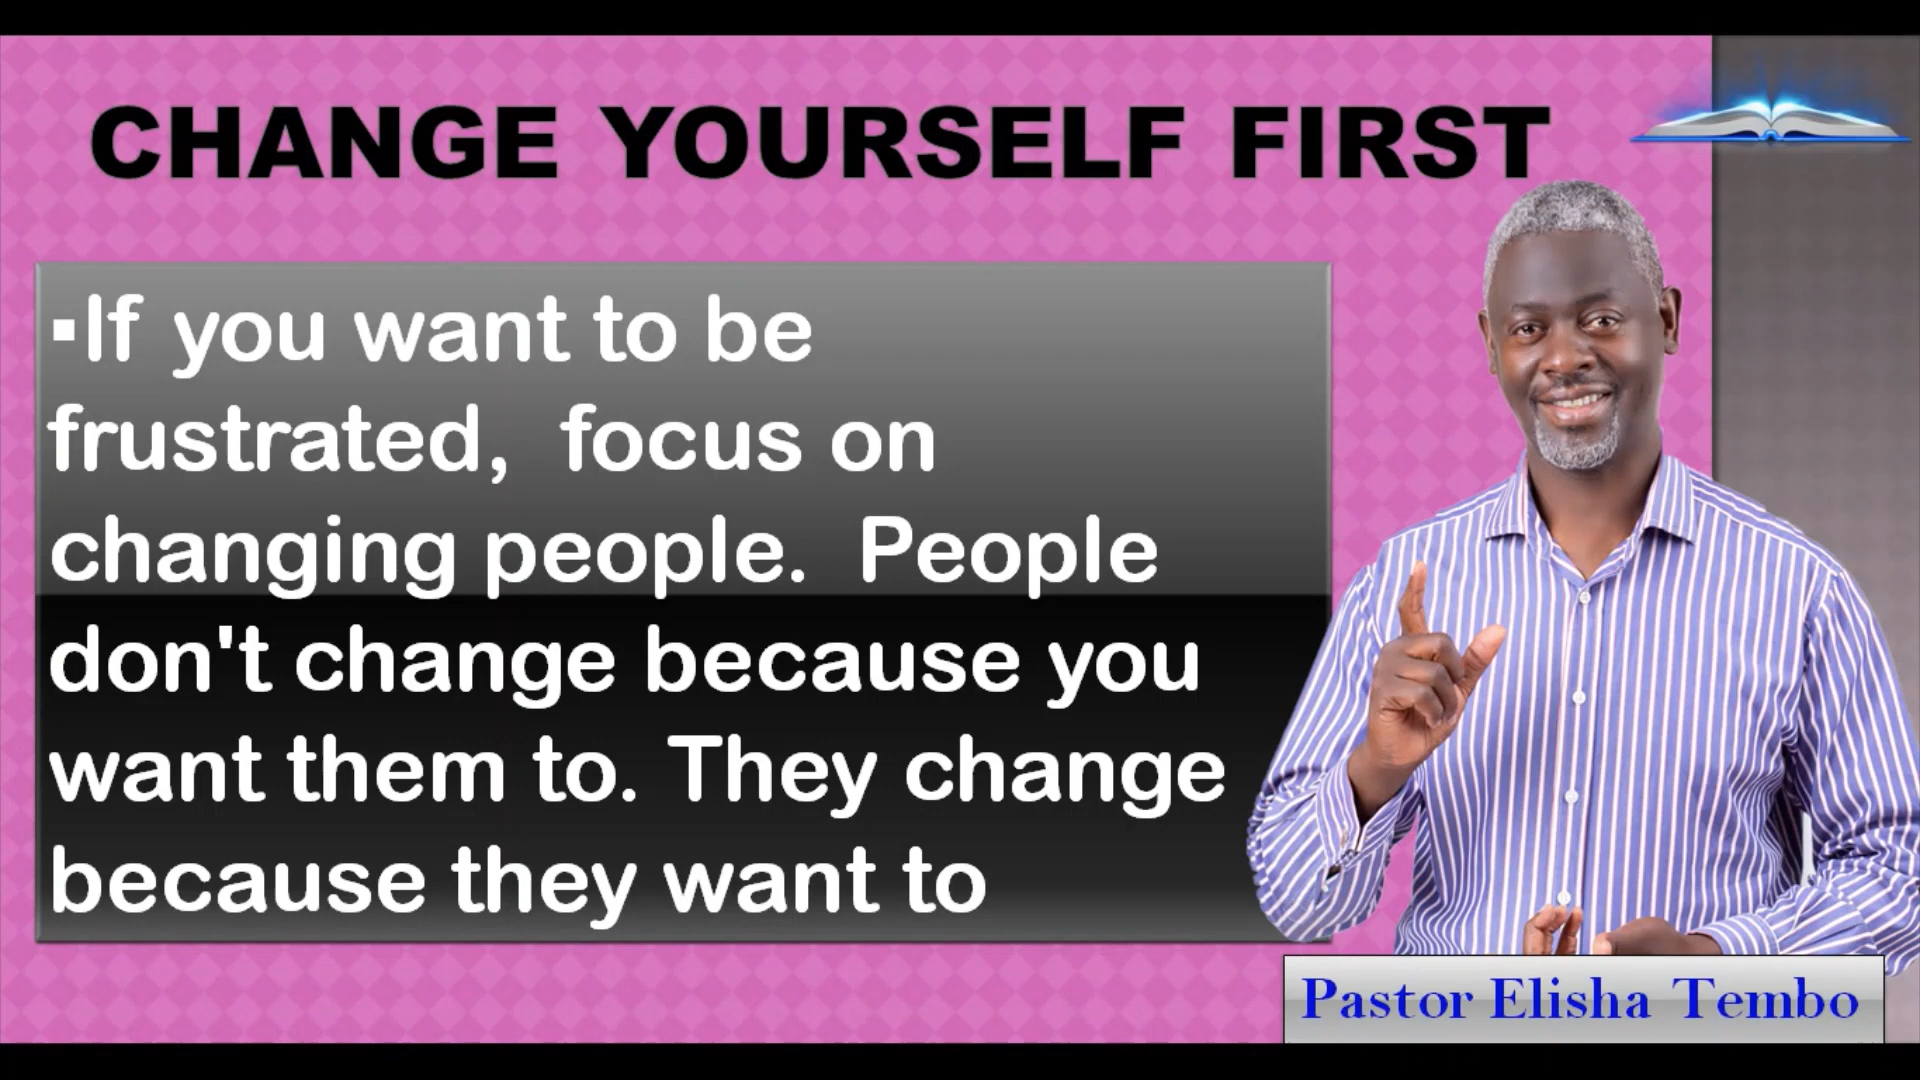 CHANGE YOURSELF FIRST
▪If you want to be
frustrated,  focus on
changing people.  People
don't change because you
want them to. They change
because they want to
Pastor Elisha Tembo